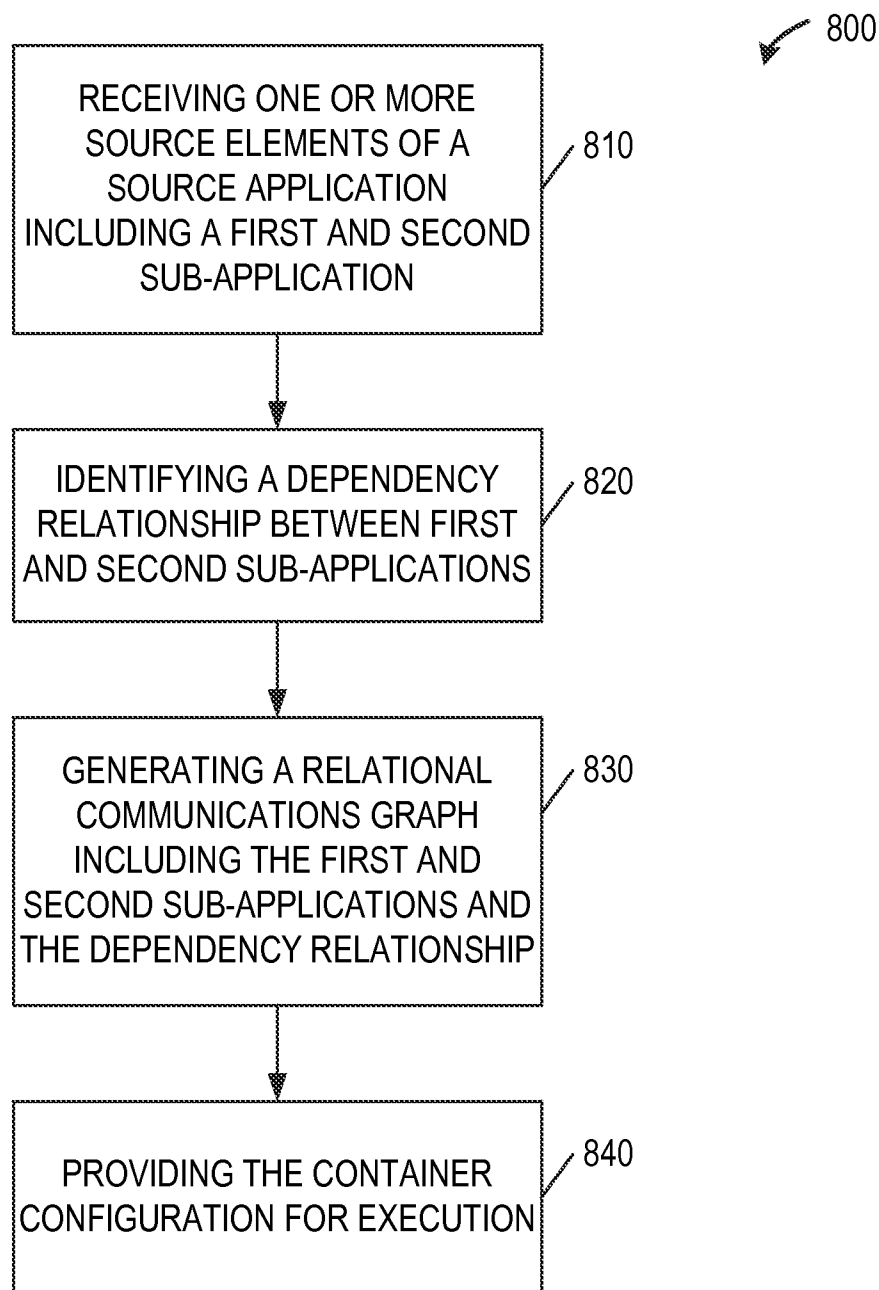 800
RECEIVING ONE OR MORE
SOURCE ELEMENTS OF A
SOURCE APPLICATION
INCLUDING A FIRST AND SECOND
SUB-APPLICATION
810
IDENTIFYING A DEPENDENCY
RELATIONSHIP BETWEEN FIRST
AND SECOND SUB-APPLICATIONS
820
GENERATING A RELATIONAL
COMMUNICATIONS GRAPH
INCLUDING THE FIRST AND
SECOND SUB-APPLICATIONS AND
THE DEPENDENCY RELATIONSHIP
830
PROVIDING THE CONTAINER
CONFIGURATION FOR EXECUTION
840